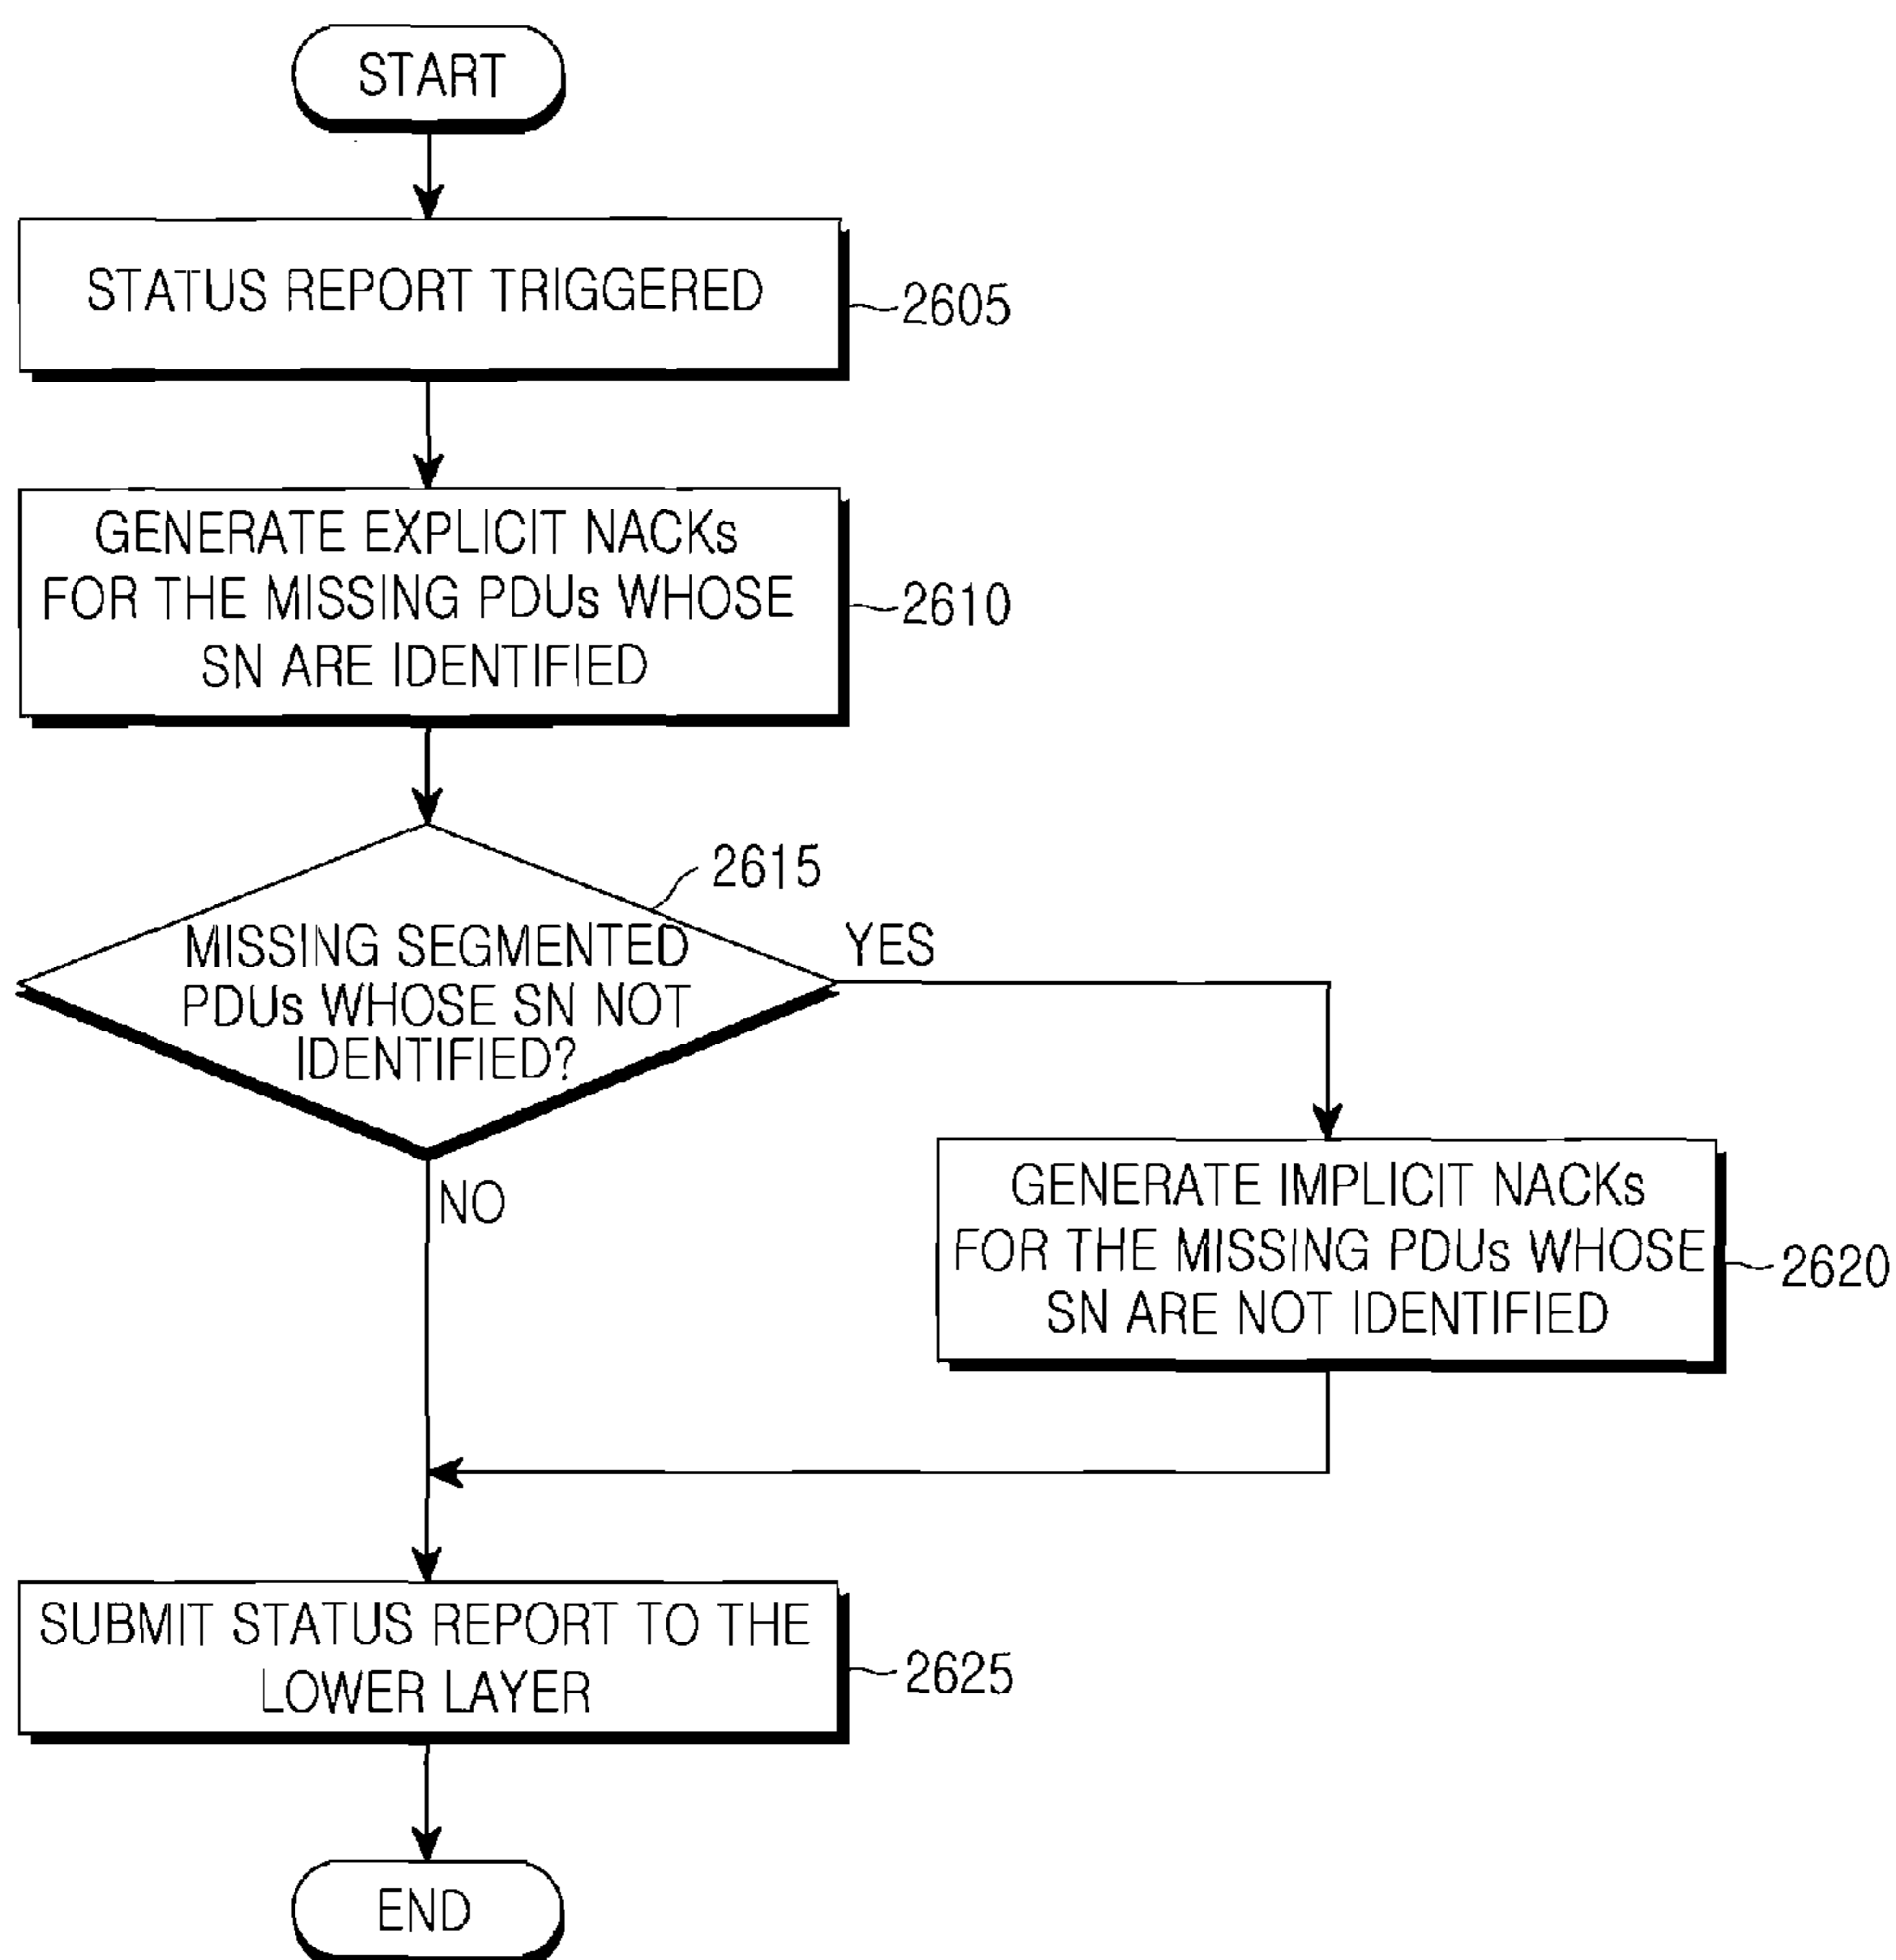 START
STATUS REPORT TRIGGERED
2605
GENERATE EXPLICIT NACKs
FOR THE MISSING PDUs WHOSE
SN ARE IDENTIFIED
2610
2615
MISSING SEGMENTED
PDUs WHOSE SN NOT
IDENTIFIED?
YES
NO
GENERATE IMPLICIT NACKs
FOR THE MISSING PDUs WHOSE
SN ARE NOT IDENTIFIED
2620
SUBMIT STATUS REPORT TO THE
LOWER LAYER
2625
END